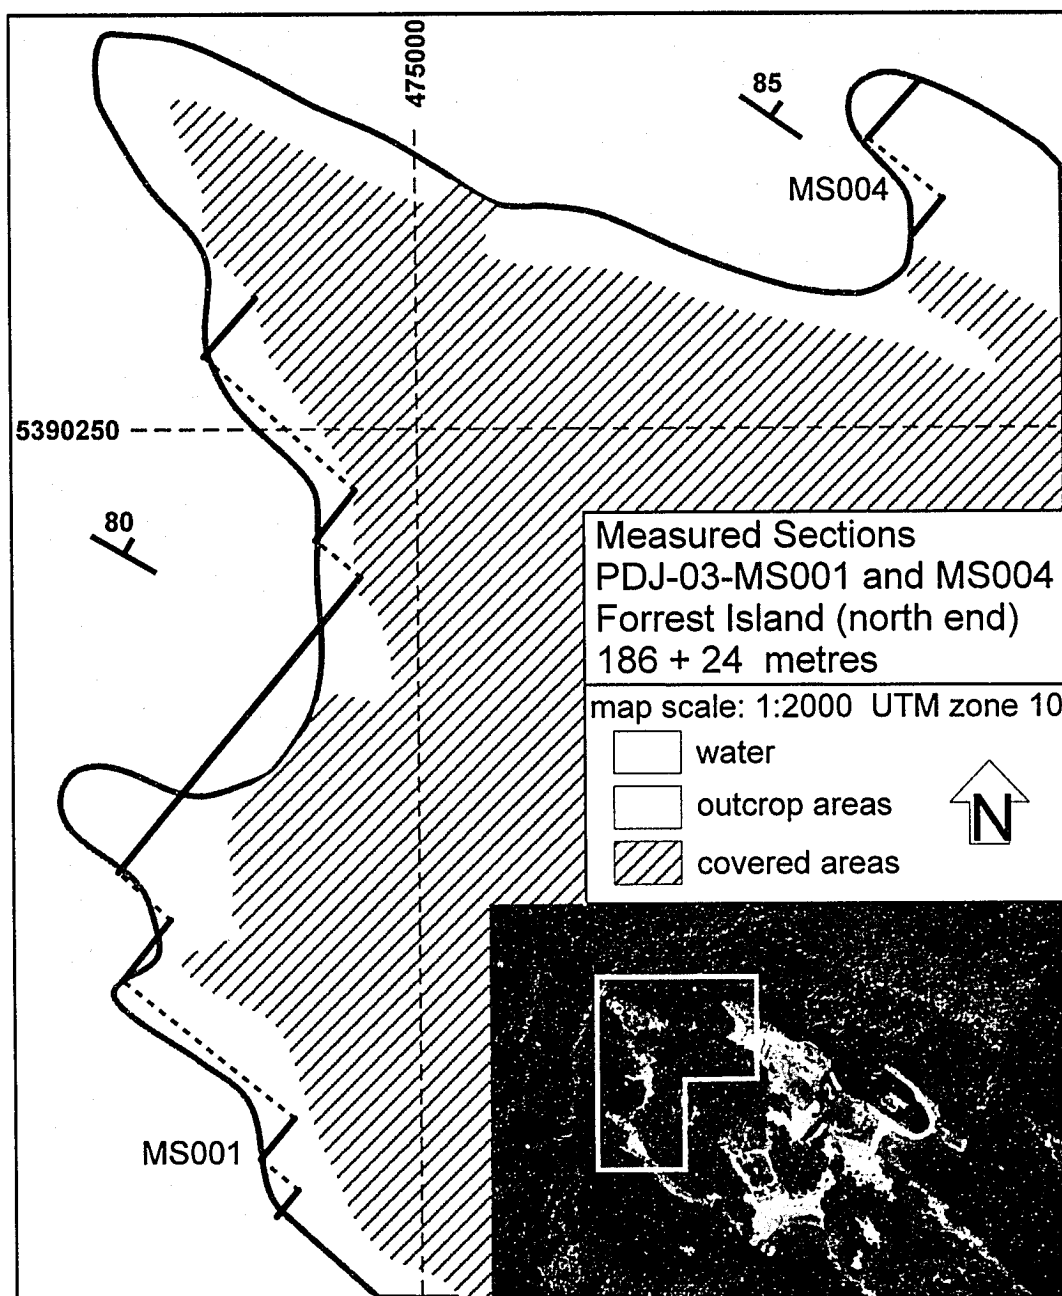 475000
85
MS004
5390250
80
Measured Sections
PDJ-03-MS001 and MS004
Forrest Island (north end)
186 + 24 metres
map scale: 1:2000 UTM zone 10
water
outcrop areas
N
covered areas
MS001